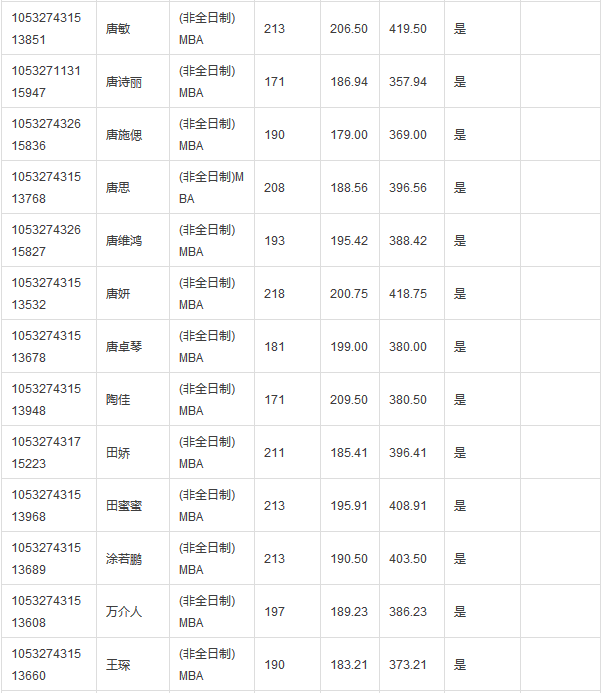 1053274315
13851
唐敏
(非全日制)
MBA
213
206.50
419.50
是
1053271131
15947
唐诗丽
(非全日制)
MBA
171
186.94
357.94
是
1053274326
15836
唐施偲
(非全日制)
MBA
190
179.00
369.00
是
1053274315
13768
唐思
(非全日制)M
BA
208
188.56
396.56
是
1053274326
15827
唐维鸿
(非全日制)
MBA
193
195.42
388.42
是
1053274315
13532
唐妍
(非全日制)
MBA
218
200.75
418.75
是
1053274315
13678
唐卓琴
(非全日制)
MBA
181
199.00
380.00
是
1053274315
13948
陶佳
(非全日制)
MBA
171
209.50
380.50
是
1053274317
15223
田娇
(非全日制)
MBA
211
185.41
396.41
是
1053274315
13968
田蜜蜜
(非全日制)
MBA
213
195.91
408.91
是
1053274315
13689
涂若鹏
(非全日制)
MBA
213
190.50
403.50
是
1053274315
13608
万介人
(非全日制)
MBA
197
189.23
386.23
是
1053274315
13660
王琛
(非全日制)
MBA
190
183.21
373.21
是